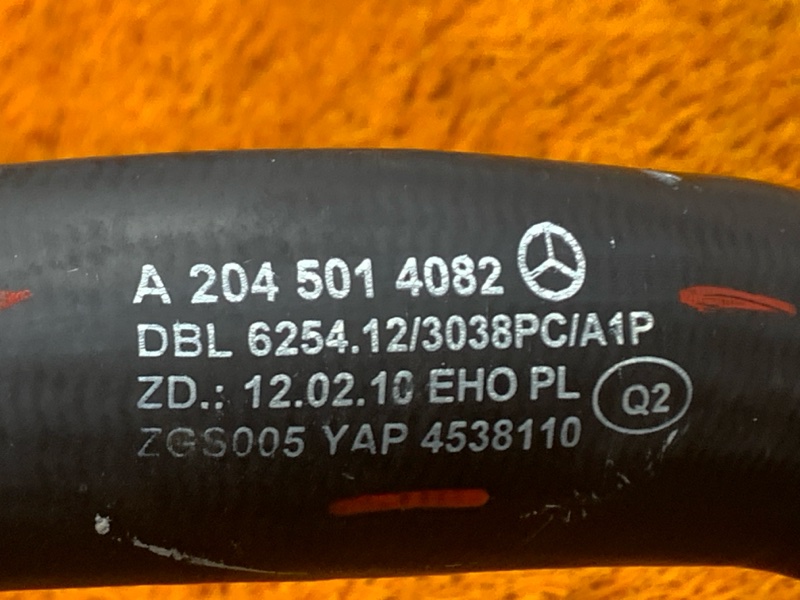 A 204 501 4082
DBL 6254.12/3038PC/A1P
ZD.: 12.02.10 EHO PL Q2
ZGS005 YAP 4538110